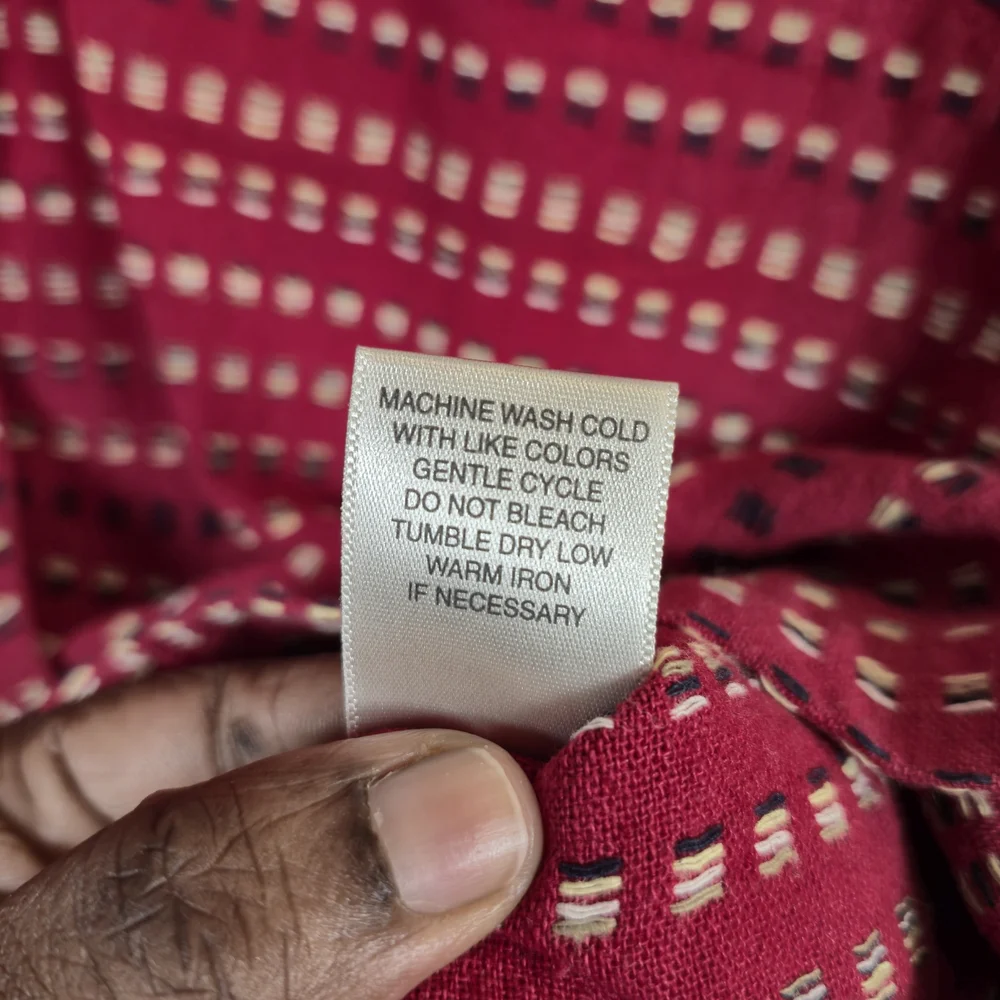 MACHINE WASH COLD
WITH LIKE COLORS
GENTLE CYCLE
DO NOT BLEACH
TUMBLE DRY LOW
WARM IRON
IF NECESSARY